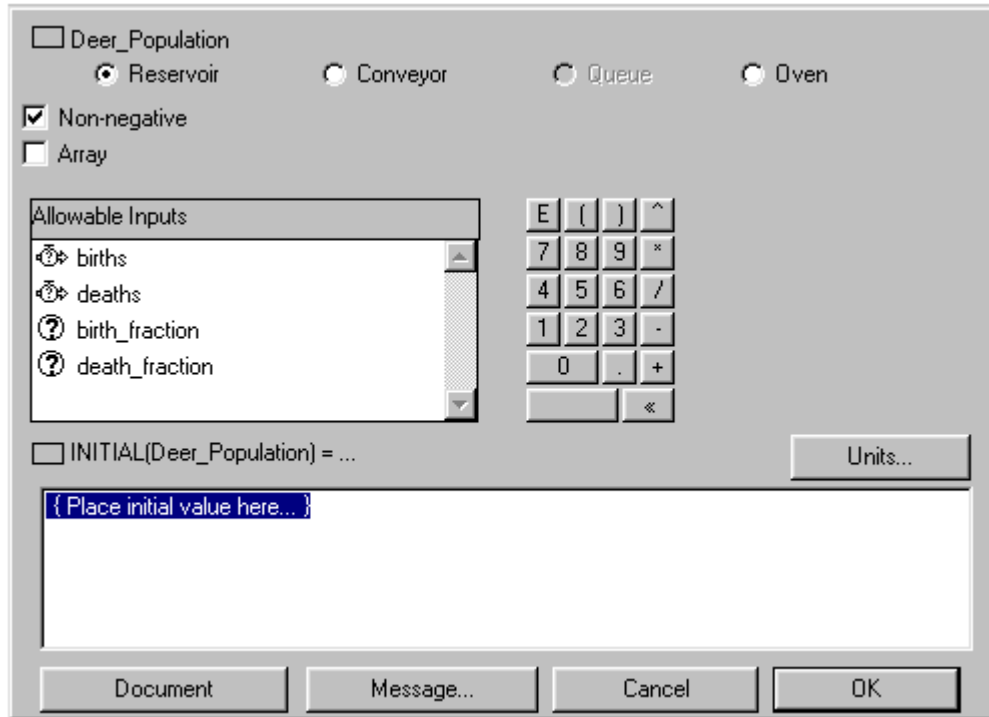 Deer_Population
Reservoir Conveyor Queue Oven
Non-negative
Array
Allowable Inputs
births
deaths
birth_fraction
death_fraction
E ( ) ^
7 8 9 *
4 5 6 /
1 2 3 -
0 . +
«
INITIAL(Deer_Population) = ...
Units...
{ Place initial value here... }
Document Message... Cancel OK